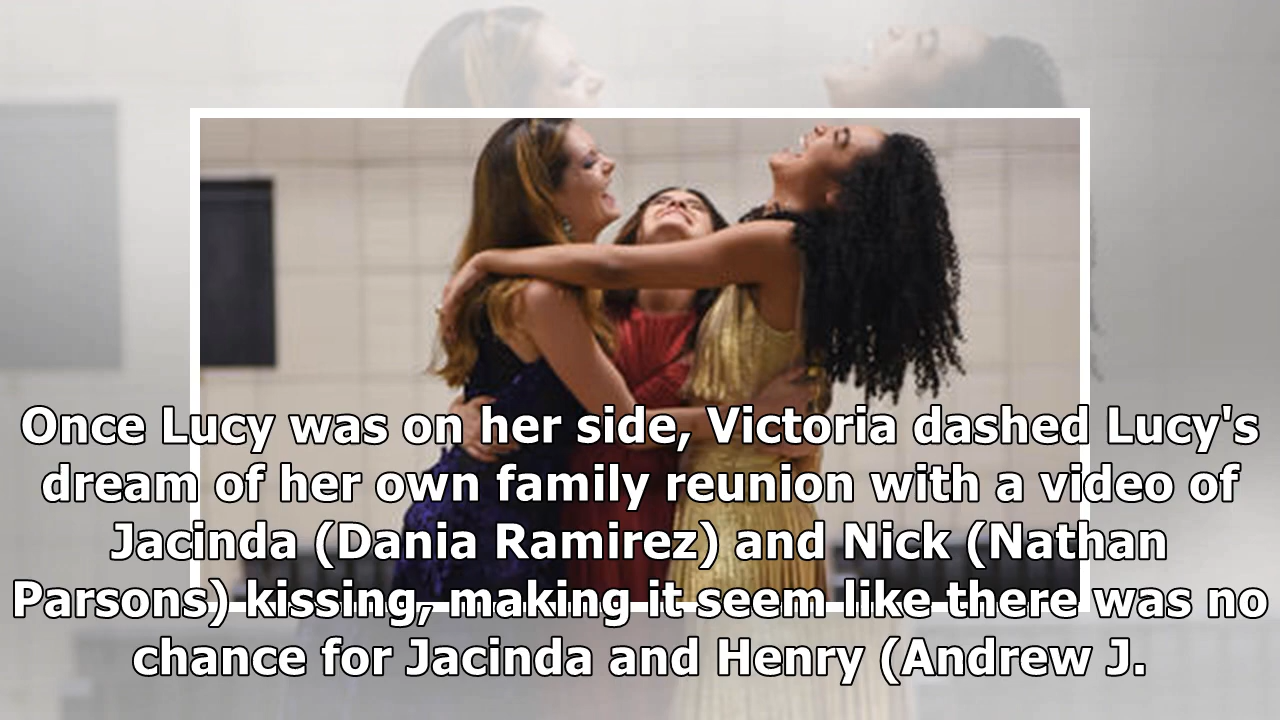 Once Lucy was on her side, Victoria dashed Lucy's
dream of her own family reunion with a video of
Jacinda (Dania Ramirez) and Nick (Nathan
Parsons) kissing, making it seem like there was no
chance for Jacinda and Henry (Andrew J.